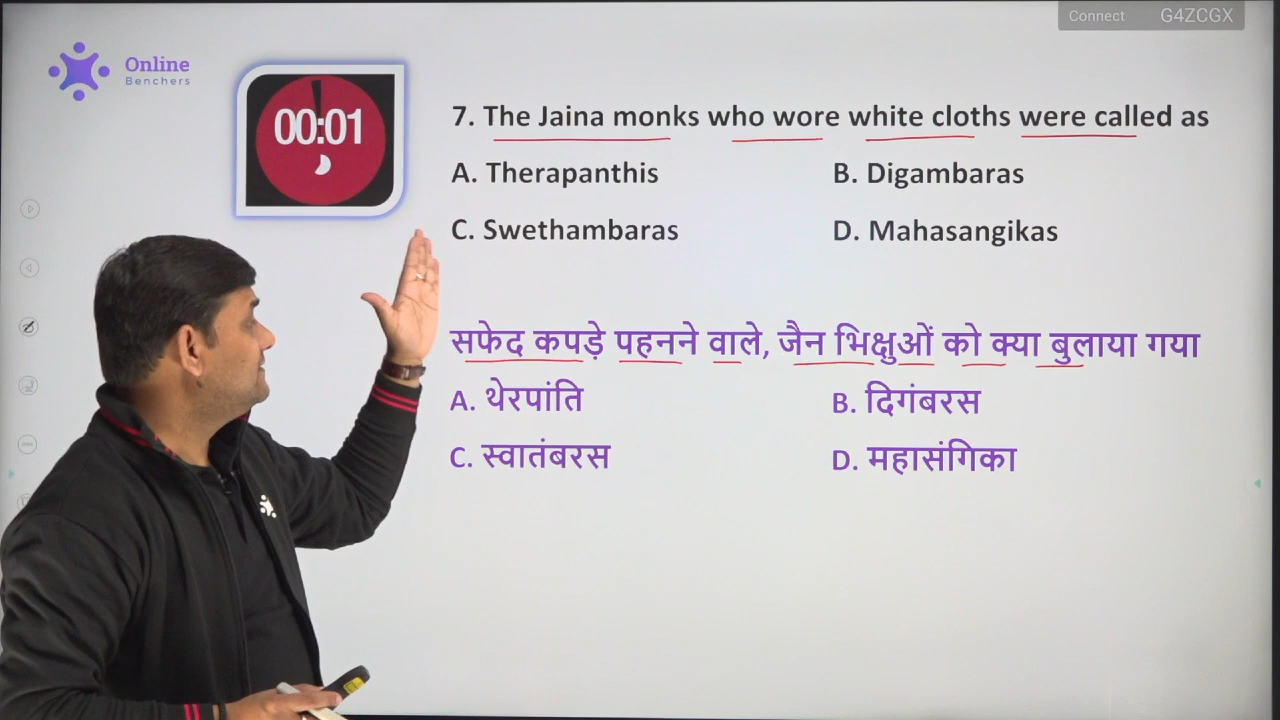 Connect G4ZCGX
Online
Benchers
00:01
7. The Jaina monks who wore white cloths were called as
A. Therapanthis B. Digambaras
C. Swethambaras D. Mahasangikas
सफेद कपड़े पहनने वाले, जैन भिक्षुओं को क्या बुलाया गया
A. थेरपांति B. दिगंबरस
C. स्वातंबरस D. महासंगिका